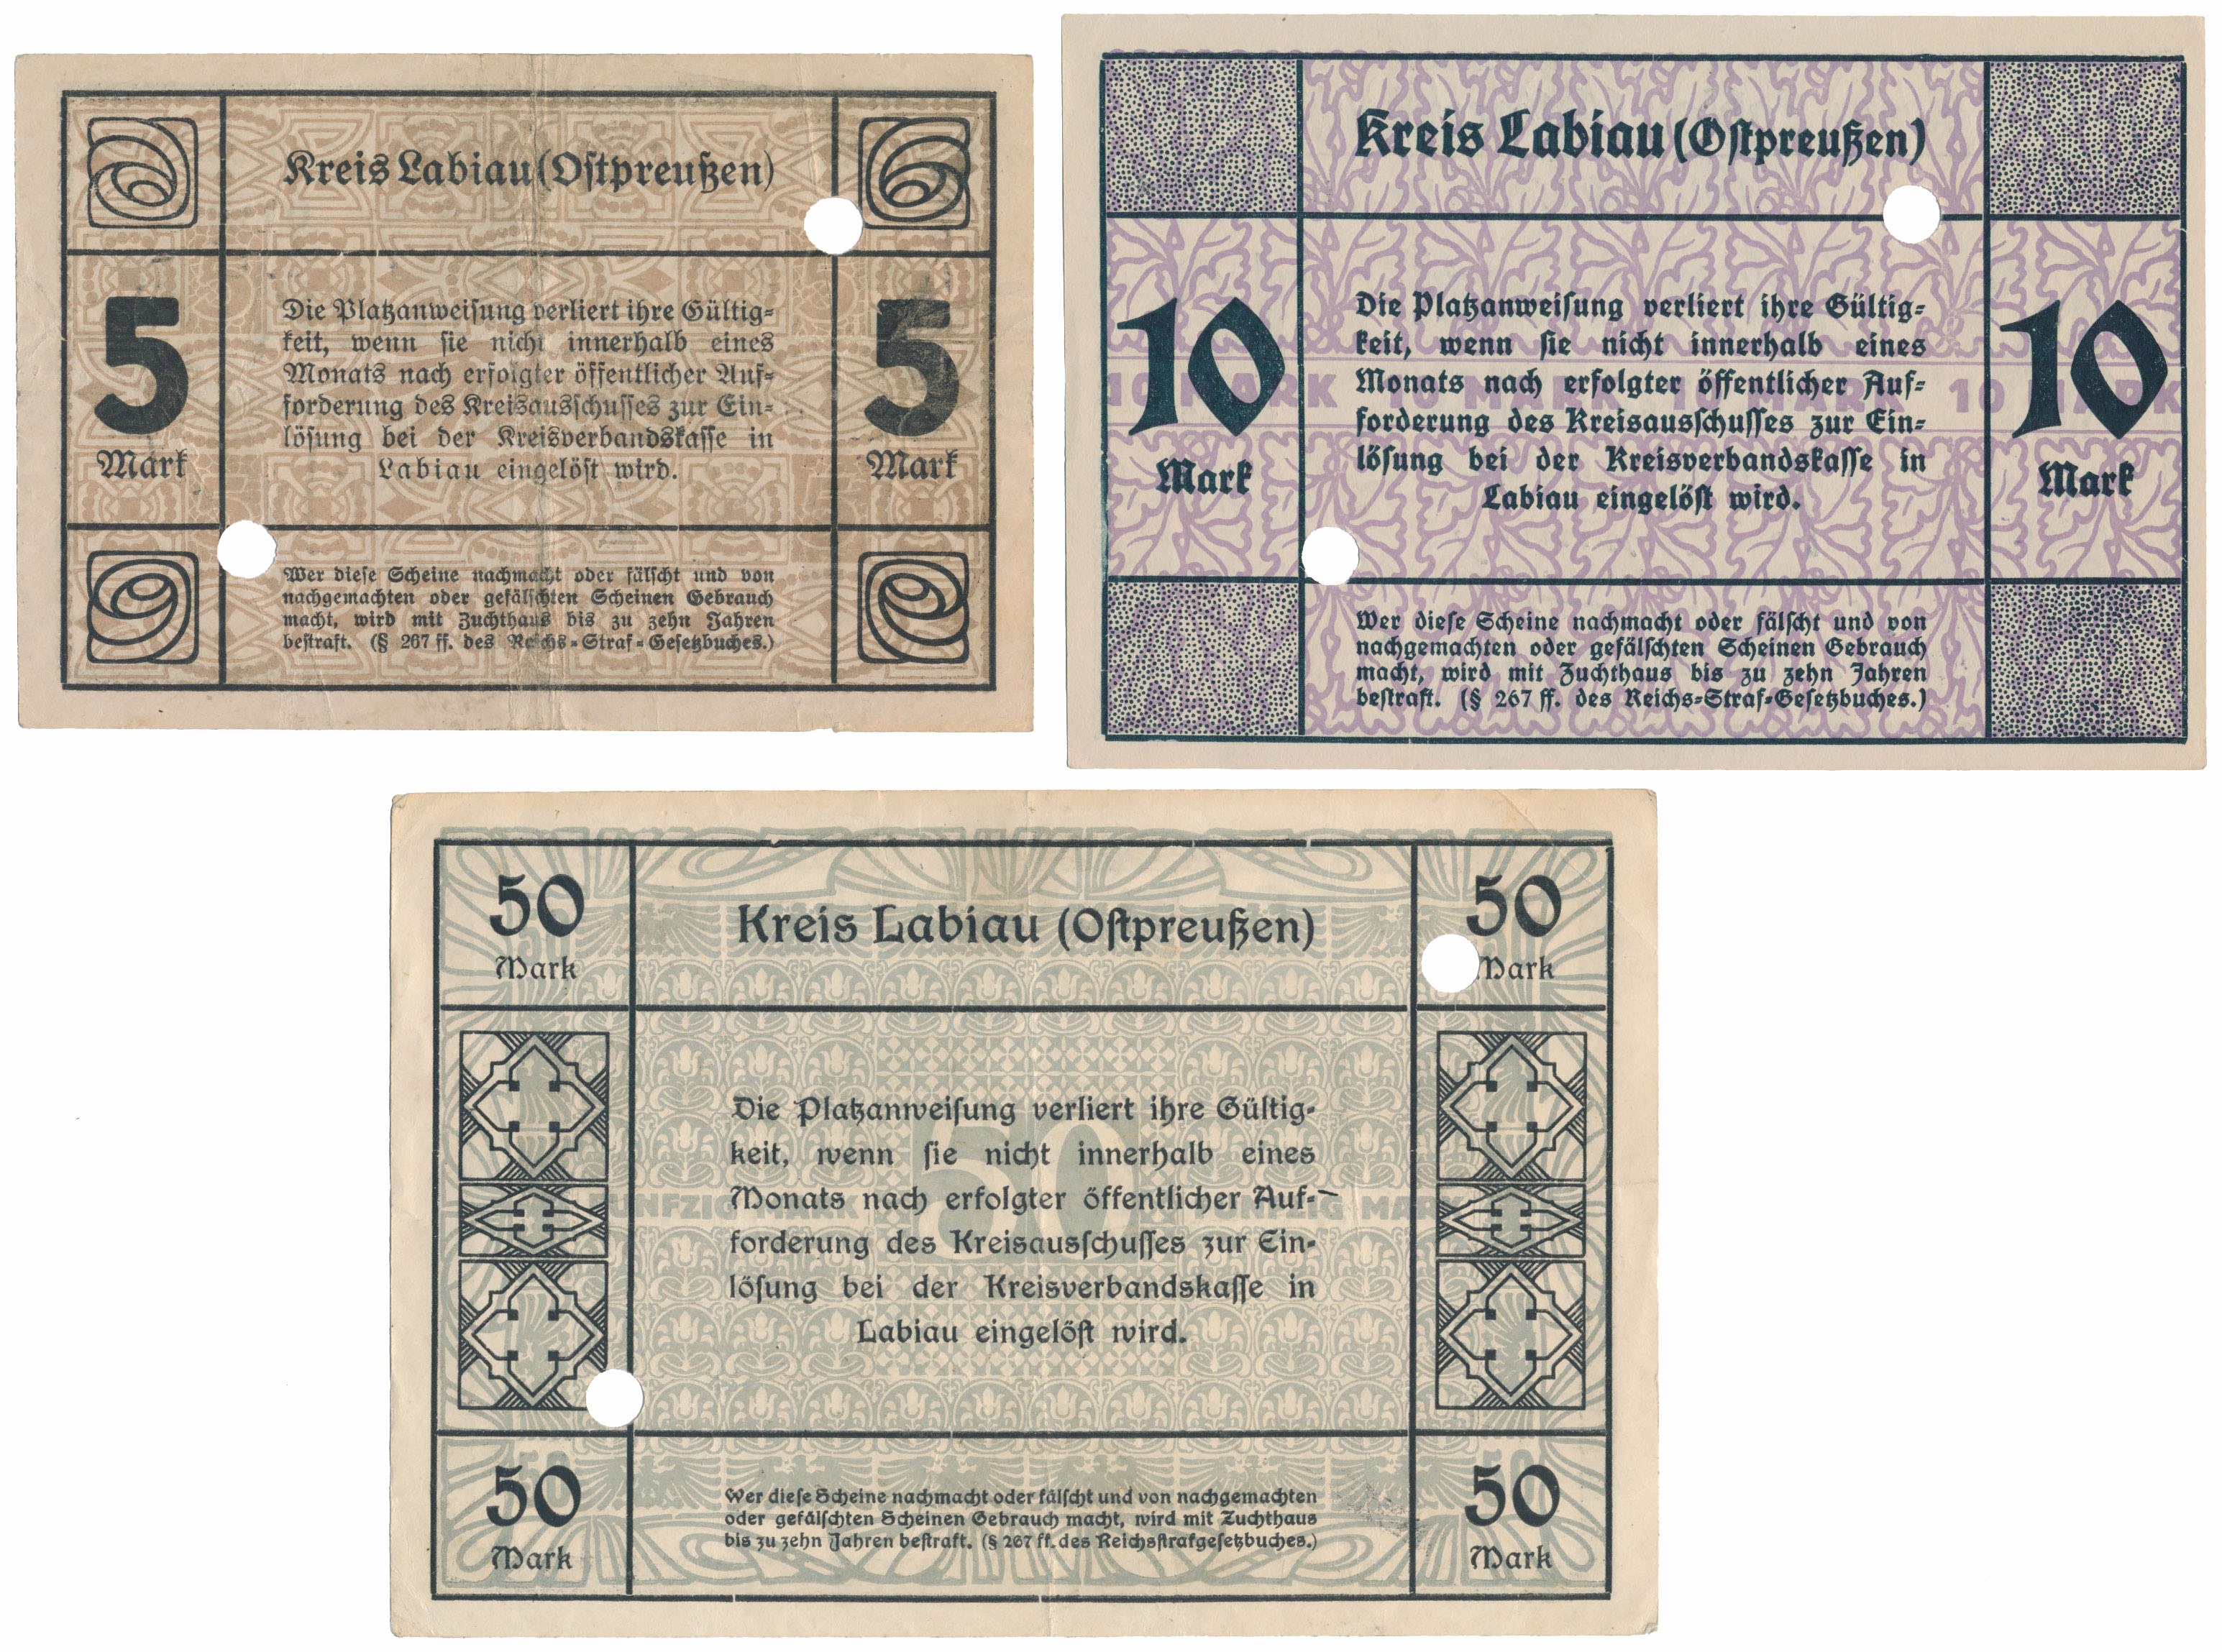 Kreis Labiau (Ostpreußen)
5
Mark
5
Mark
Die Platzanweisung verliert ihre Gültig-
keit, wenn sie nicht innerhalb eines
Monats nach erfolgter öffentlicher Auf-
forderung des Kreisausschusses zur Ein-
lösung bei der Kreisverbandskasse in
Labiau eingelöst wird.
Wer diese Scheine nachmacht oder fälscht und von
nachgemachten oder gefälschten Scheinen Gebrauch
macht, wird mit Zuchthaus bis zu zehn Jahren
bestraft. (§ 267 ff. des Reichs-Straf-Gesetzbuches.)
Kreis Labiau (Ostpreußen)
10
Mark
10
Mark
Die Platzanweisung verliert ihre Gültig-
keit, wenn sie nicht innerhalb eines
Monats nach erfolgter öffentlicher Auf-
forderung des Kreisausschusses zur Ein-
lösung bei der Kreisverbandskasse in
Labiau eingelöst wird.
10 MARK
Wer diese Scheine nachmacht oder fälscht und von
nachgemachten oder gefälschten Scheinen Gebrauch
macht, wird mit Zuchthaus bis zu zehn Jahren
bestraft. (§ 267 ff. des Reichs-Straf-Gesetzbuches.)
50
Mark
Kreis Labiau (Ostpreußen)
50
Mark
Die Platzanweisung verliert ihre Gültig-
keit, wenn sie nicht innerhalb eines
Monats nach erfolgter öffentlicher Auf-
forderung des Kreisausschusses zur Ein-
lösung bei der Kreisverbandskasse in
Labiau eingelöst wird.
50
FÜNFZIG MARK
50
Mark
Wer diese Scheine nachmacht oder fälscht und von nachgemachten
oder gefälschten Scheinen Gebrauch macht, wird mit Zuchthaus
bis zu zehn Jahren bestraft. (§ 267 ff. des Reichsstrafgesetzbuches.)
50
Mark